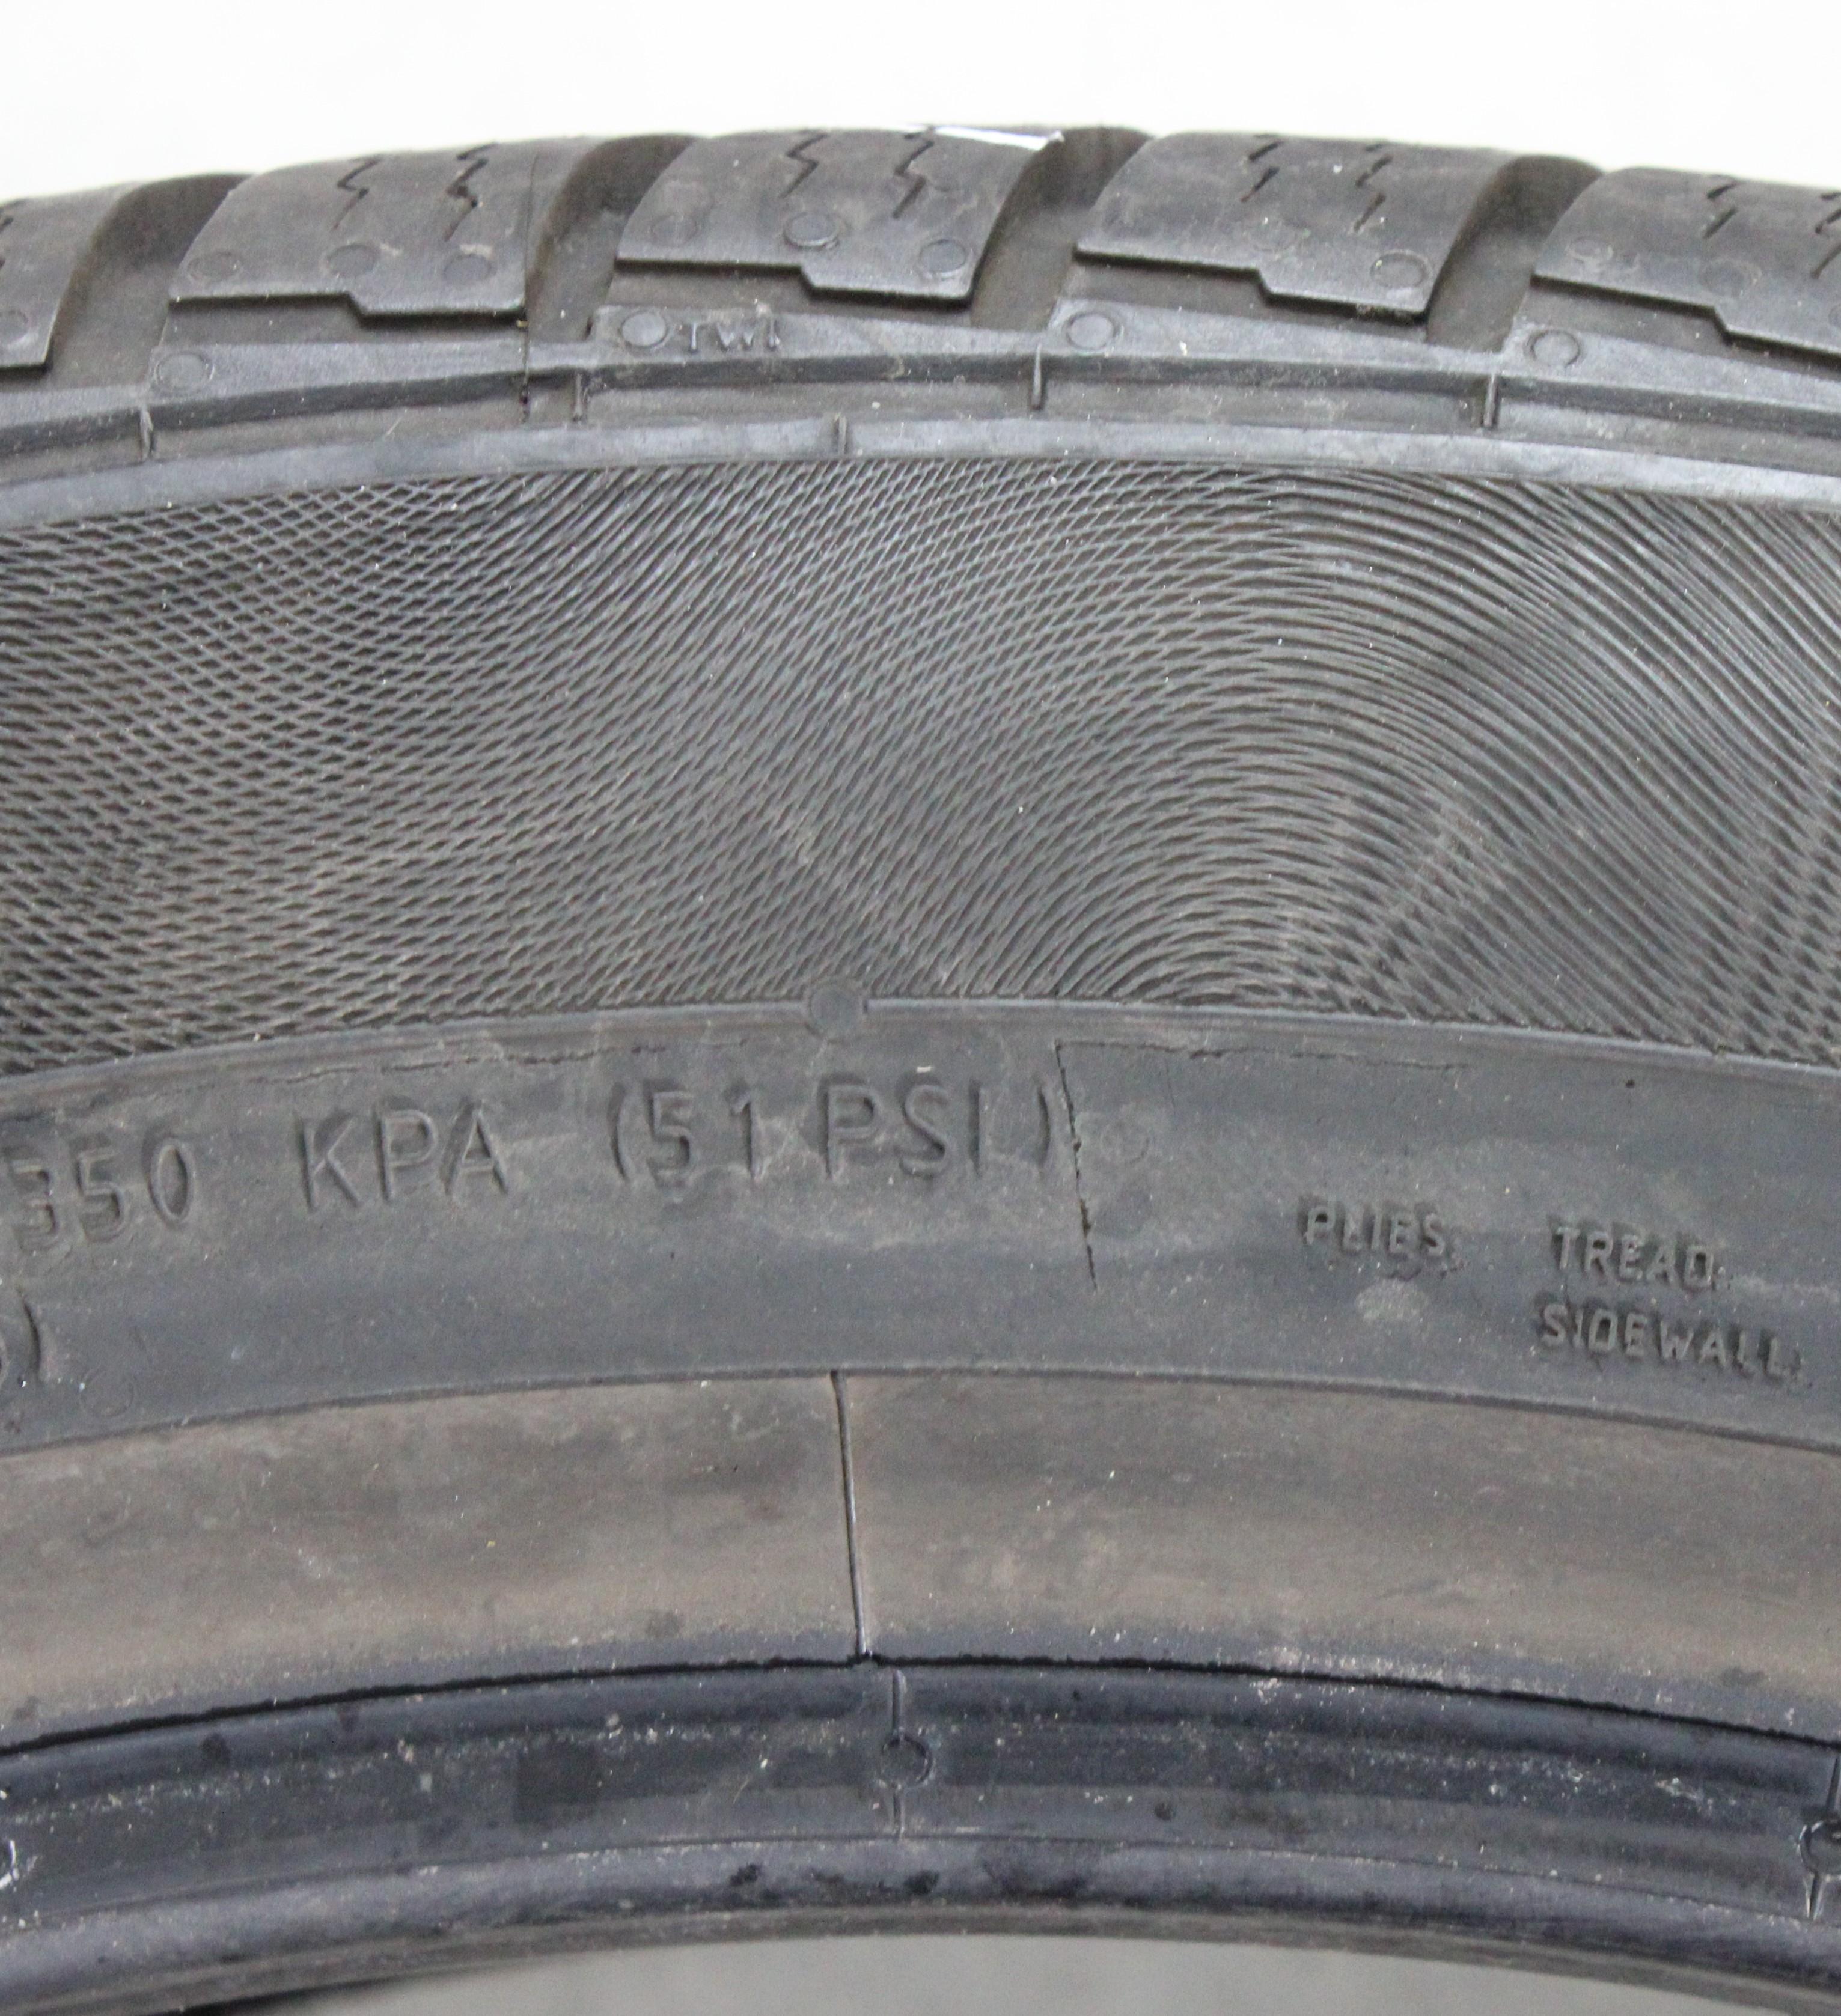 TWI
350 KPA (51 PSI)
PLIES TREAD:
SIDEWALL: